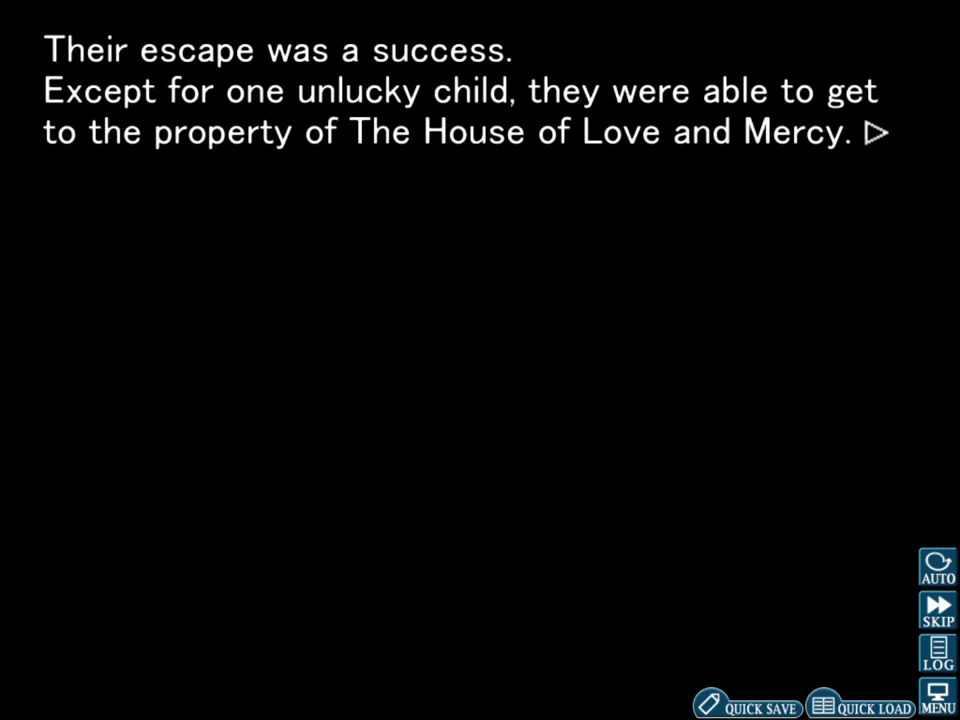 Their escape was a success.
Except for one unlucky child, they were able to get
to the property of The House of Love and Mercy.
AUTO
SKIP
LOG
QUICK SAVE
QUICK LOAD
MENU